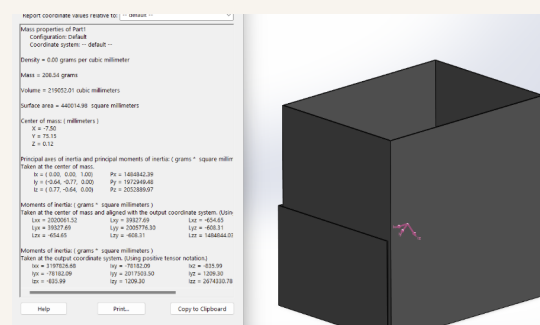 Report coordinate values relative to: -- default --
Mass properties of Part1
Configuration: Default
Coordinate system: -- default --
Density = 0.00 grams per cubic millimeter
Mass = 208.54 grams
Volume = 219052.01 cubic millimeters
Surface area = 440014.98 square millimeters
Center of mass: ( millimeters )
X = -7.50
Y = 75.15
Z = 0.12
Principal axes of inertia and principal moments of inertia: ( grams * square millim
Taken at the center of mass.
Ix = ( 0.00, 0.00, 1.00) Px = 1484842.39
Iy = (-0.64, -0.77, 0.00) Py = 1972949.48
Iz = ( 0.77, -0.64, 0.00) Pz = 2052889.97
Moments of inertia: ( grams * square millimeters )
Taken at the center of mass and aligned with the output coordinate system. (Usin
Lxx = 2020061.52 Lxy = 39327.69 Lxz = -654.65
Lyx = 39327.69 Lyy = 2005776.30 Lyz = -608.31
Lzx = -654.65 Lzy = -608.31 Lzz = 1484844.0
Moments of inertia: ( grams * square millimeters )
Taken at the output coordinate system. (Using positive tensor notation.)
Ixx = 3197826.68 Ixy = -78182.09 Ixz = -835.99
Iyx = -78182.09 Iyy = 2017503.50 Iyz = 1209.30
Izx = -835.99 Izy = 1209.30 Izz = 2674330.78
Help Print... Copy to Clipboard